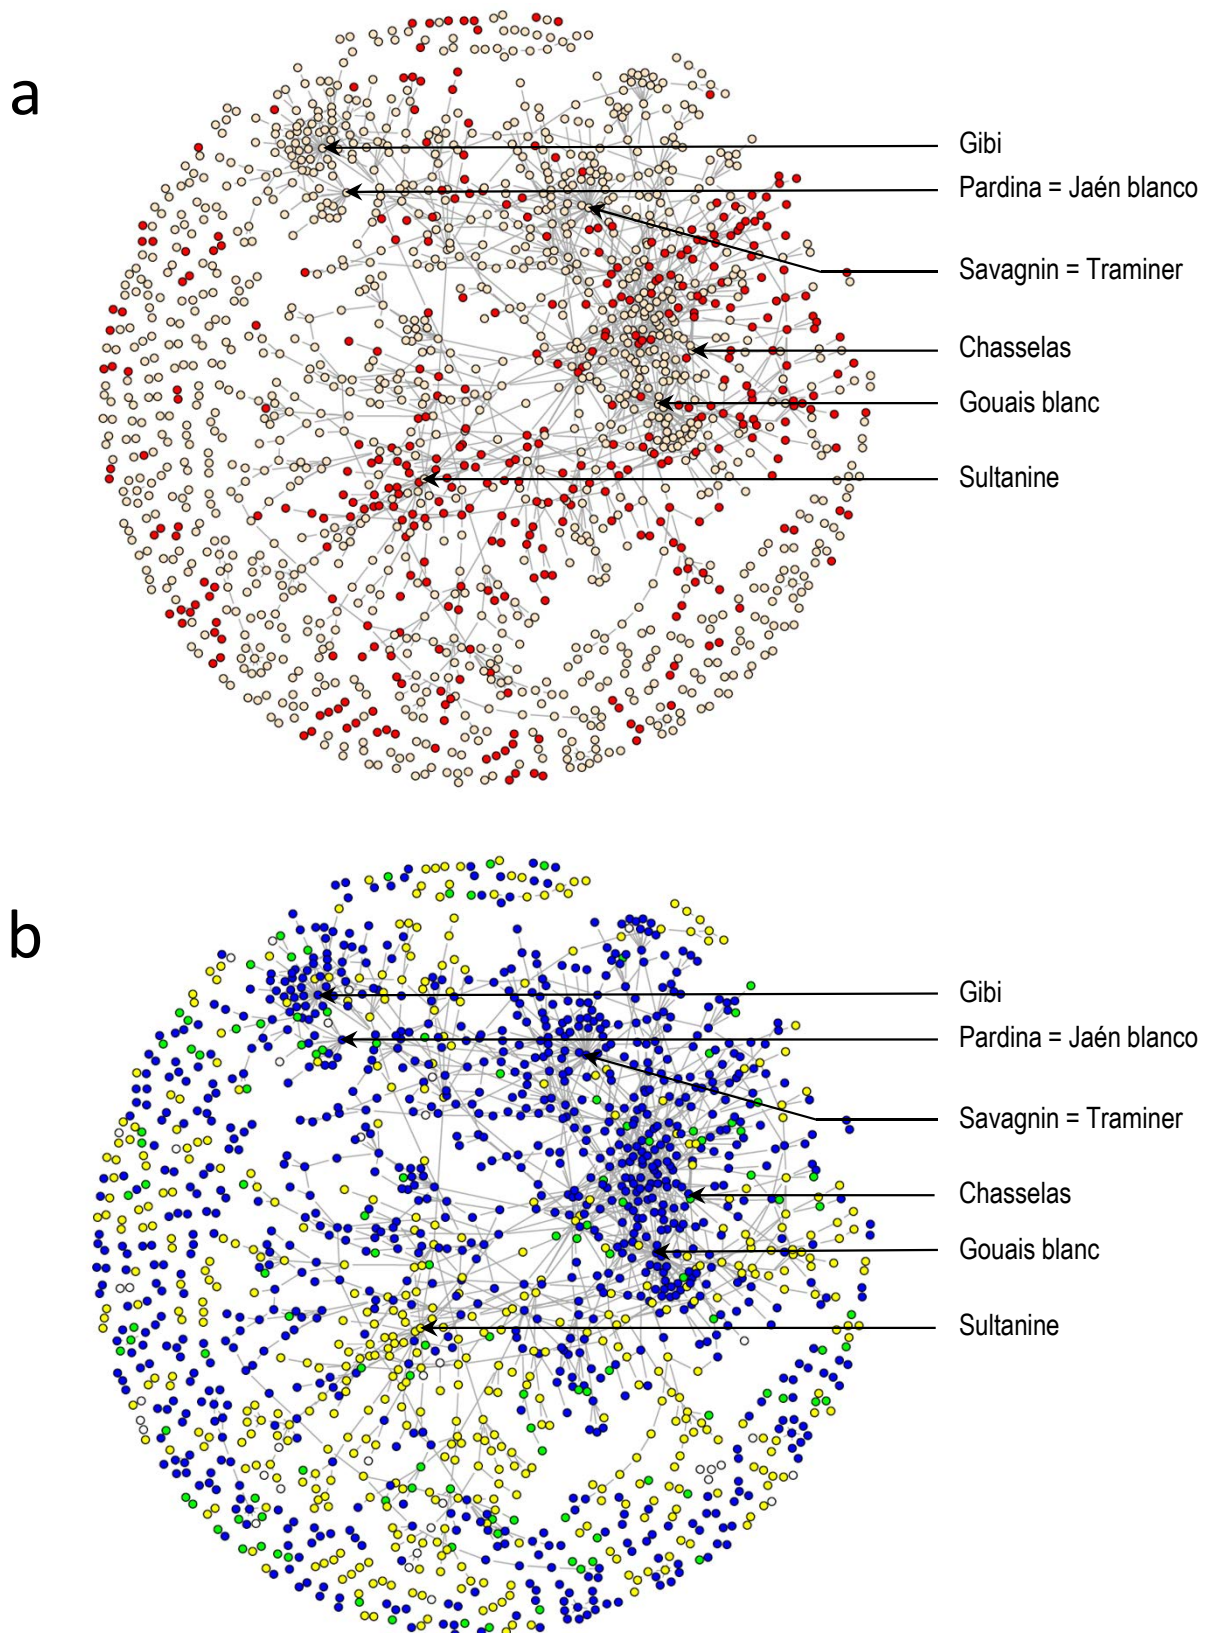 a
Gibi
Pardina = Jaén blanco
Savagnin = Traminer
Chasselas
Gouais blanc
Sultanine
b
Gibi
Pardina = Jaén blanco
Savagnin = Traminer
Chasselas
Gouais blanc
Sultanine